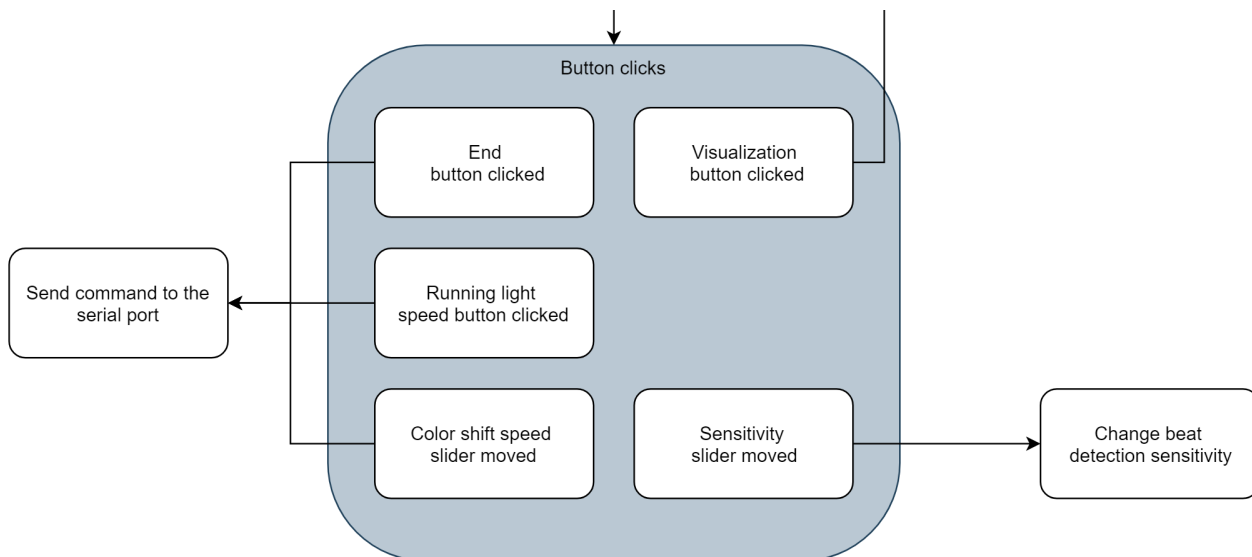 Button clicks
End
button clicked
Visualization
button clicked
Send command to the
serial port
Running light
speed button clicked
Color shift speed
slider moved
Sensitivity
slider moved
Change beat
detection sensitivity